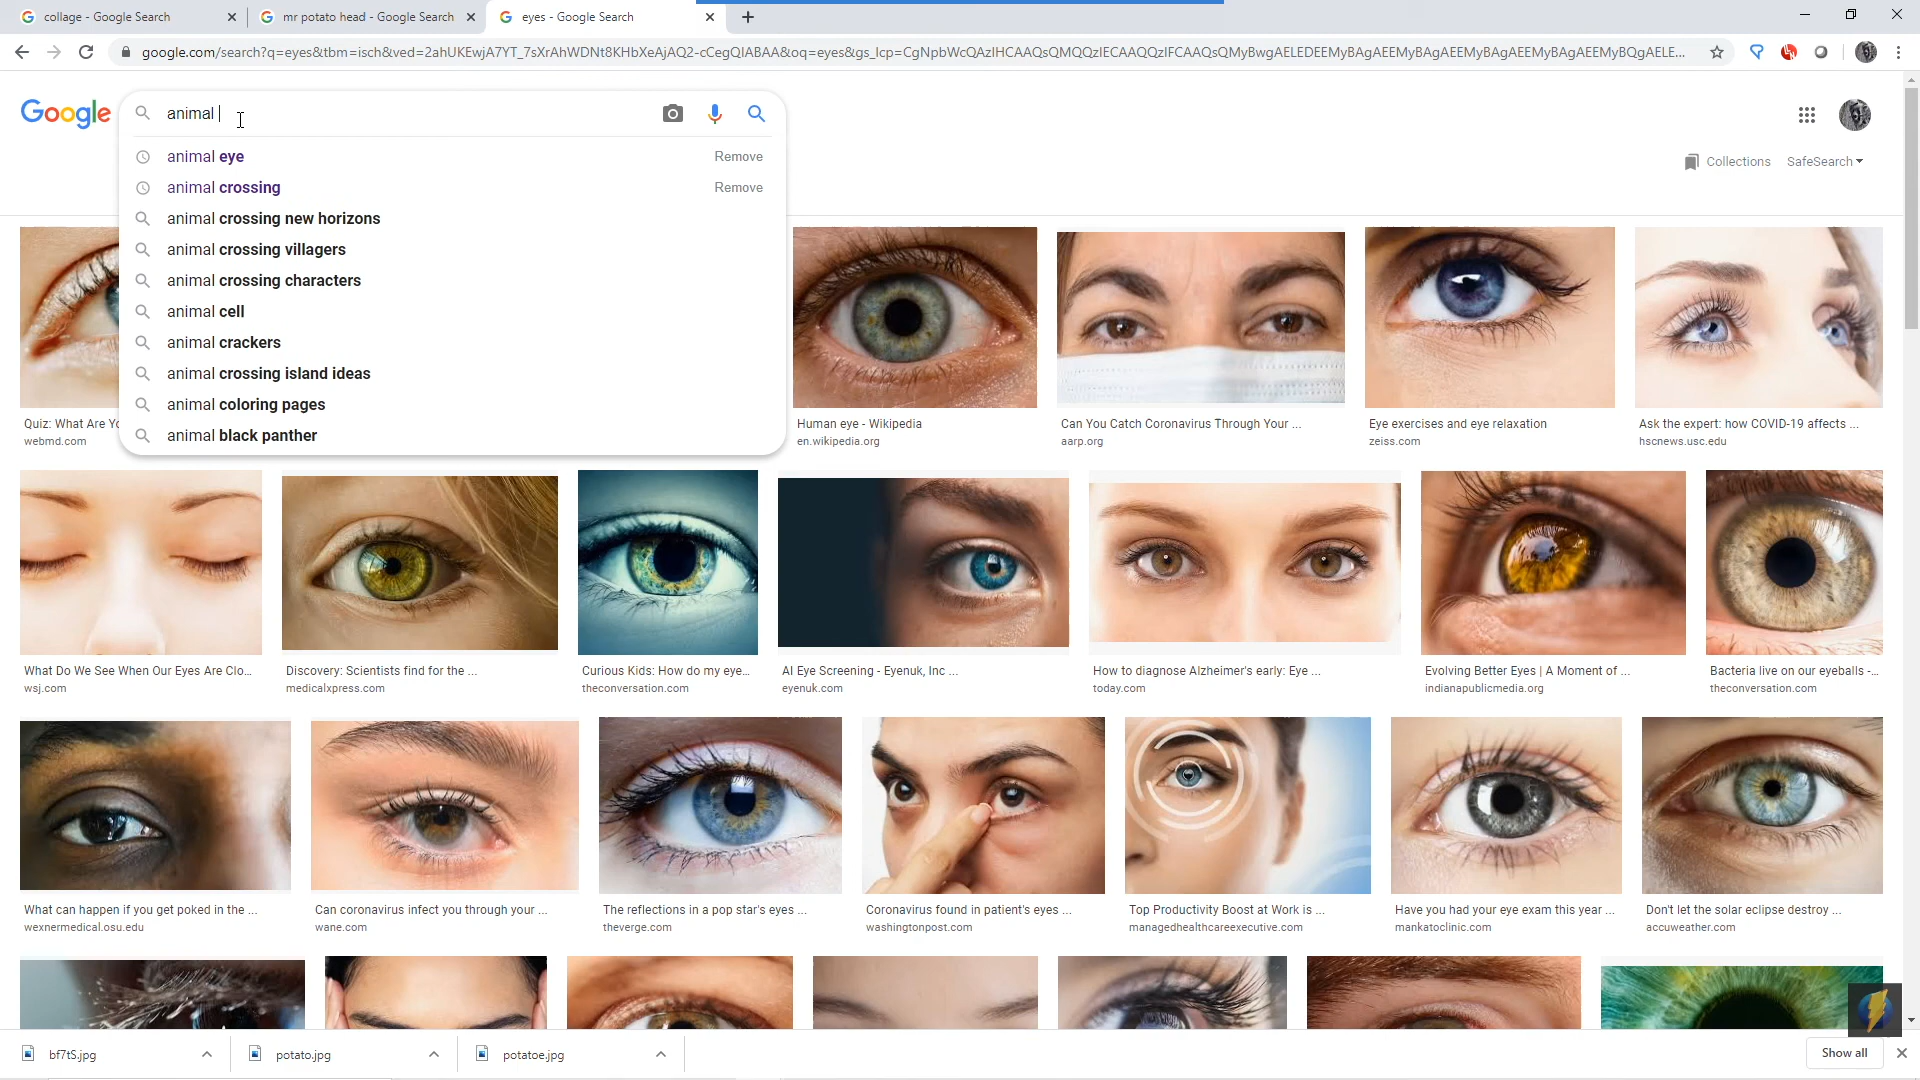 collage - Google Search
mr potato head - Google Search
eyes - Google Search
google.com/search?q=eyes&tbm=isch&ved=2ahUKEwjA7YT_7sXrAhWDNt8KHbXeAjAQ2-cCegQIABAA&oq=eyes&gs_lcp=CgNpbWcQAzIHCAAQsQMQQzIECAAQQzIFCAAQsQMyBwgAELEDEEMyBAgAEEMyBAgAEEMyBAgAEEMyBAgAEEMyBQgAELE...
Google
animal
animal eye Remove
animal crossing Remove
animal crossing new horizons
animal crossing villagers
animal crossing characters
animal cell
animal crackers
animal crossing island ideas
animal coloring pages
animal black panther
Collections SafeSearch
Quiz: What Are Yo
webmd.com
Human eye - Wikipedia
en.wikipedia.org
Can You Catch Coronavirus Through Your ...
aarp.org
Eye exercises and eye relaxation
zeiss.com
Ask the expert: how COVID-19 affects ...
hscnews.usc.edu
What Do We See When Our Eyes Are Clo...
wsj.com
Discovery: Scientists find for the ...
medicalxpress.com
Curious Kids: How do my eye...
theconversation.com
AI Eye Screening - Eyenuk, Inc ...
eyenuk.com
How to diagnose Alzheimer's early: Eye ...
today.com
Evolving Better Eyes | A Moment of ...
indianapublicmedia.org
Bacteria live on our eyeballs -...
theconversation.com
What can happen if you get poked in the ...
wexnermedical.osu.edu
Can coronavirus infect you through your ...
wane.com
The reflections in a pop star's eyes ...
theverge.com
Coronavirus found in patient's eyes ...
washingtonpost.com
Top Productivity Boost at Work is ...
managedhealthcareexecutive.com
Have you had your eye exam this year ...
mankatoclinic.com
Don't let the solar eclipse destroy ...
accuweather.com
bf7tS.jpg
potato.jpg
potatoe.jpg
Show all